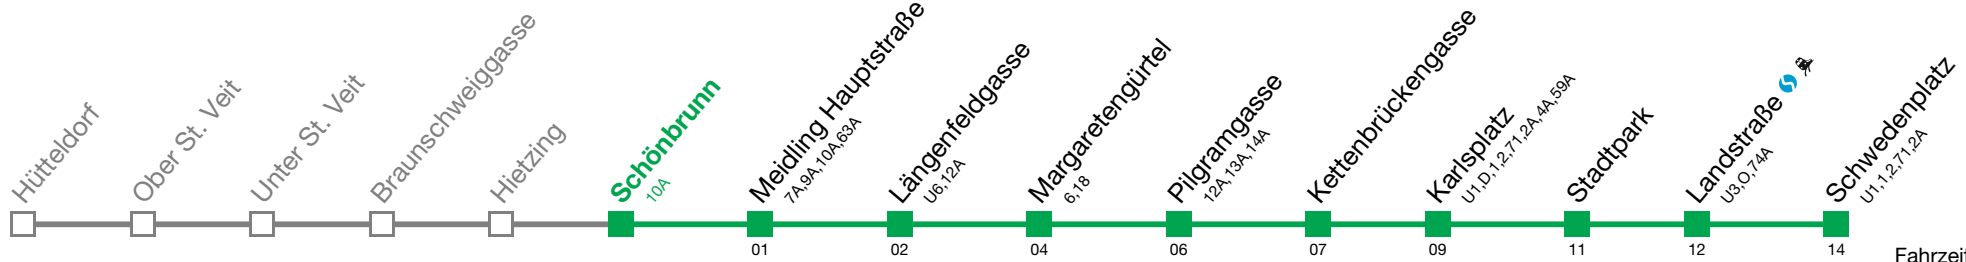 Hütteldorf
Ober St. Veit
Unter St. Veit
Braunschweiggasse
Hietzing
Schönbrunn
10A
Meidling Hauptstraße
7A,9A,10A,63A
Längenfeldgasse
U6,12A
Margaretengürtel
6,18
Pilgramgasse
12A,13A,14A
Kettenbrückengasse
Karlsplatz
U1,D,1,2,71,2A,4A,59A
Stadtpark
Landstraße
U3,O,74A
Schwedenplatz
U1,1,2,71,2A
01 02 04 06 07 09 11 12 14 Fahrzeit